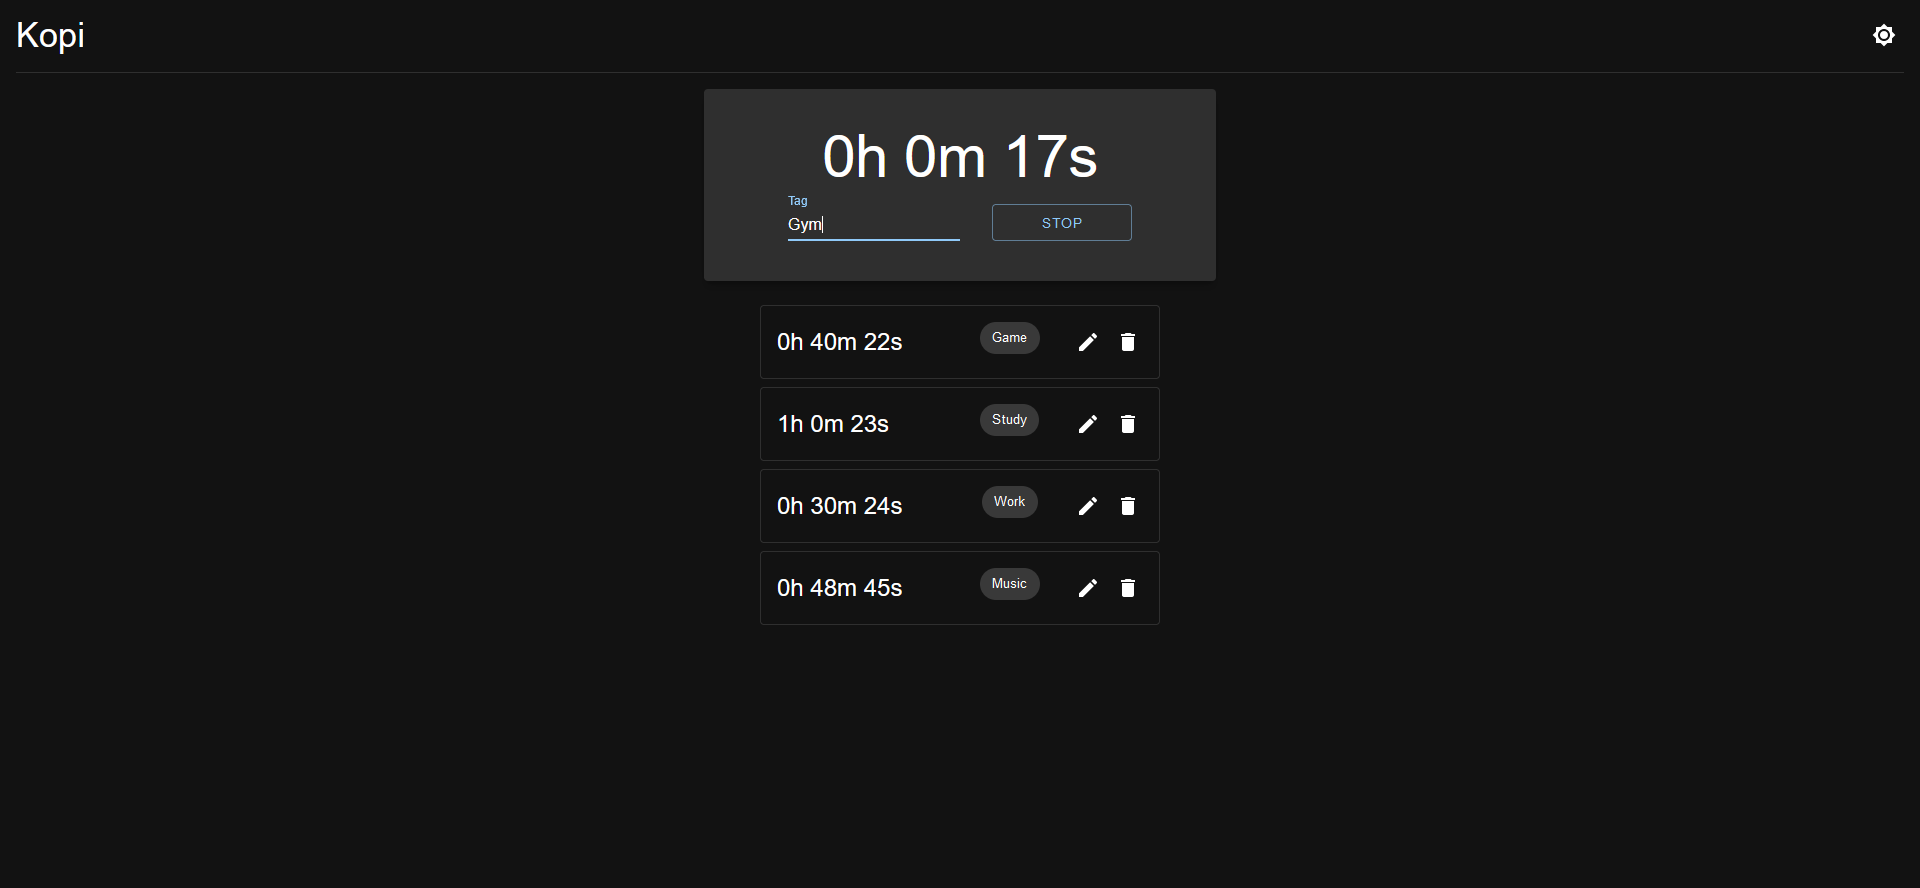 Kopi
0h 0m 17s
Tag
Gym
STOP
0h 40m 22s Game
1h 0m 23s Study
0h 30m 24s Work
0h 48m 45s Music